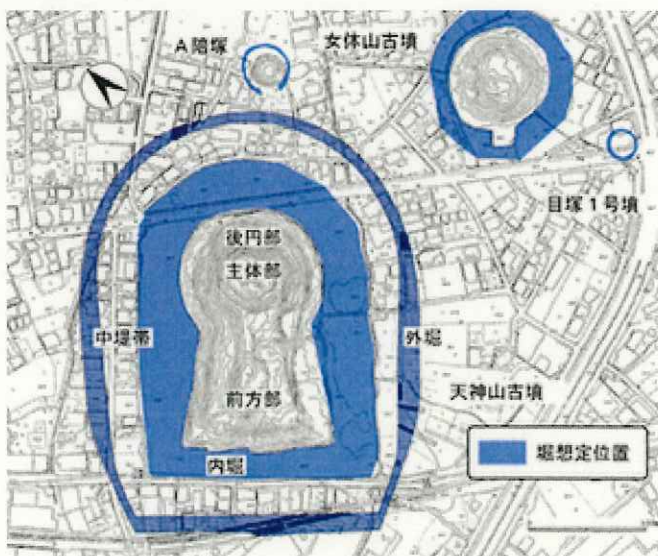 A陪塚
女体山古墳
目塚1号墳
後円部
主体部
中堤帯
外堀
前方部
天神山古墳
内堀
堀想定位置